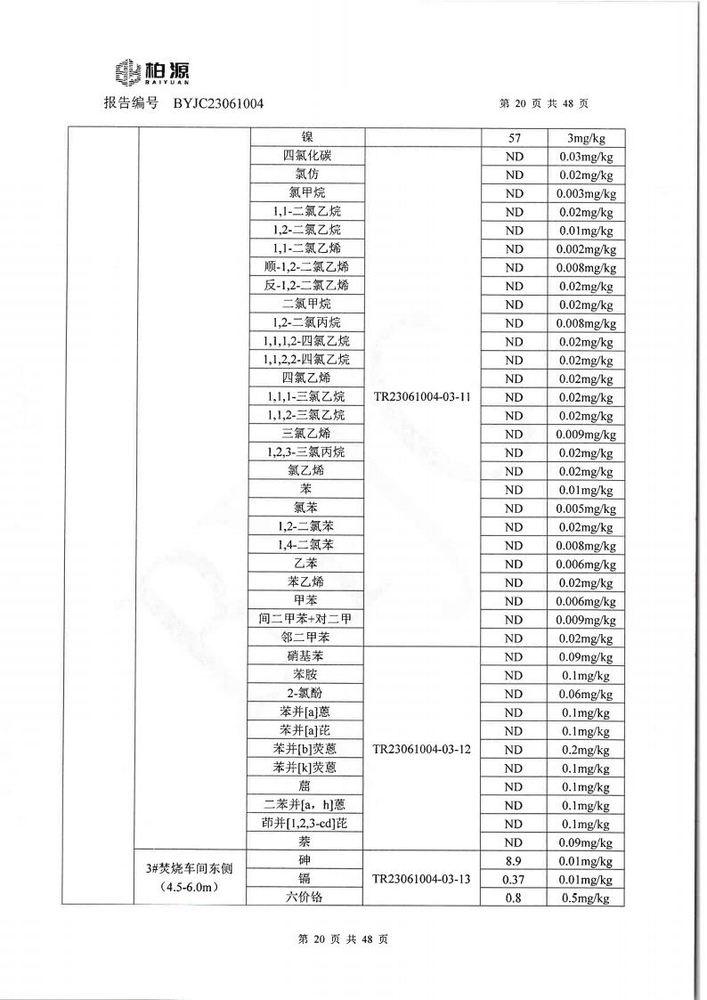 柏源
BAIYUAN
报告编号 BYJC23061004 第 20 页 共 48 页
镍 57 3mg/kg
四氯化碳 ND 0.03mg/kg
氯仿 ND 0.02mg/kg
氯甲烷 ND 0.003mg/kg
1,1-二氯乙烷 ND 0.02mg/kg
1,2-二氯乙烷 ND 0.01mg/kg
1,1-二氯乙烯 ND 0.002mg/kg
顺-1,2-二氯乙烯 ND 0.008mg/kg
反-1,2-二氯乙烯 ND 0.02mg/kg
二氯甲烷 ND 0.02mg/kg
1,2-二氯丙烷 ND 0.008mg/kg
1,1,1,2-四氯乙烷 ND 0.02mg/kg
1,1,2,2-四氯乙烷 ND 0.02mg/kg
四氯乙烯 ND 0.02mg/kg
1,1,1-三氯乙烷 TR23061004-03-11 ND 0.02mg/kg
1,1,2-三氯乙烷 ND 0.02mg/kg
三氯乙烯 ND 0.009mg/kg
1,2,3-三氯丙烷 ND 0.02mg/kg
氯乙烯 ND 0.02mg/kg
苯 ND 0.01mg/kg
氯苯 ND 0.005mg/kg
1,2-二氯苯 ND 0.02mg/kg
1,4-二氯苯 ND 0.008mg/kg
乙苯 ND 0.006mg/kg
苯乙烯 ND 0.02mg/kg
甲苯 ND 0.006mg/kg
间二甲苯+对二甲 ND 0.009mg/kg
邻二甲苯 ND 0.02mg/kg
硝基苯 ND 0.09mg/kg
苯胺 ND 0.1mg/kg
2-氯酚 ND 0.06mg/kg
苯并[a]蒽 ND 0.1mg/kg
苯并[a]芘 ND 0.1mg/kg
苯并[b]荧蒽 TR23061004-03-12 ND 0.2mg/kg
苯并[k]荧蒽 ND 0.1mg/kg
䓛 ND 0.1mg/kg
二苯并[a，h]蒽 ND 0.1mg/kg
茚并[1,2,3-cd]芘 ND 0.1mg/kg
萘 ND 0.09mg/kg
砷 8.9 0.01mg/kg
3#焚烧车间东侧
（4.5-6.0m）
镉 TR23061004-03-13 0.37 0.01mg/kg
六价铬 0.8 0.5mg/kg
第 20 页 共 48 页